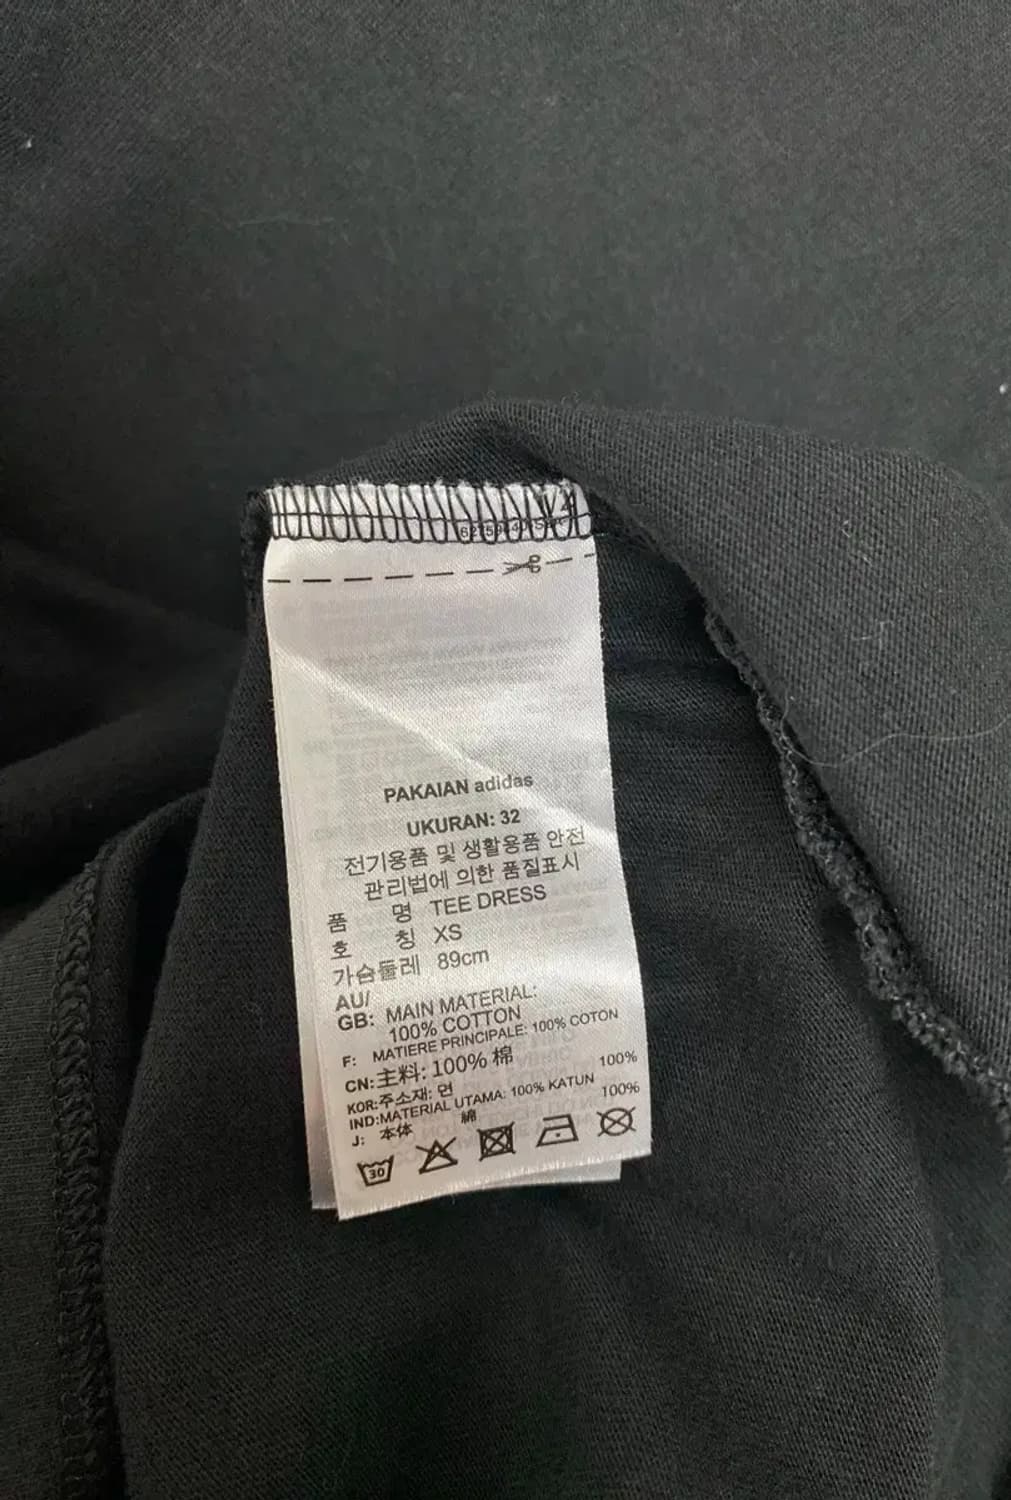 PAKAIAN adidas
UKURAN: 32
전기용품 및 생활용품 안전
관리법에 의한 품질표시
품 명 TEE DRESS
호 칭 XS
가슴둘레 89cm
AU/
GB: MAIN MATERIAL:
100% COTTON
F: MATIERE PRINCIPALE: 100% COTON
CN:主料: 100% 棉
KOR:주소재: 면 100%
IND:MATERIAL UTAMA: 100% KATUN
J: 本体 綿 100%
30